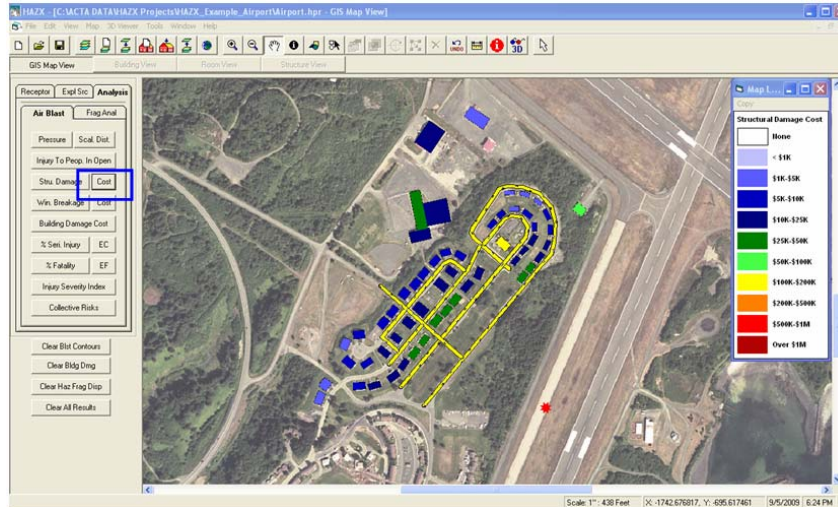 HAZX - [C:\ACTA DATA\HAZX Projects\HAZX_Example_Airport\Airport.hpr - GIS Map View]
File Edit View Map 3D Viewer Tools Window Help
UNDO 3D
GIS Map View Building View Room View Structure View
Receptor Expl Src Analysis
Air Blast Frag Anal
Pressure Scal. Dist.
Injury To Peop. In Open
Stru. Damage Cost
Win. Breakage Cost
Building Damage Cost
% Seri. Injury EC
% Fatality EF
Injury Severity Index
Collective Risks
Clear Blst Contours
Clear Bldg Dmg
Clear Haz Frag Disp
Clear All Results
Map L...
Copy
Structural Damage Cost
None
< $1K
$1K-$5K
$5K-$10K
$10K-$25K
$25K-$50K
$50K-$100K
$100K-$200K
$200K-$500K
$500K-$1M
Over $1M
Scale: 1" : 438 Feet X: -1742.676817, Y: -695.617461 9/5/2009 6:24 PM